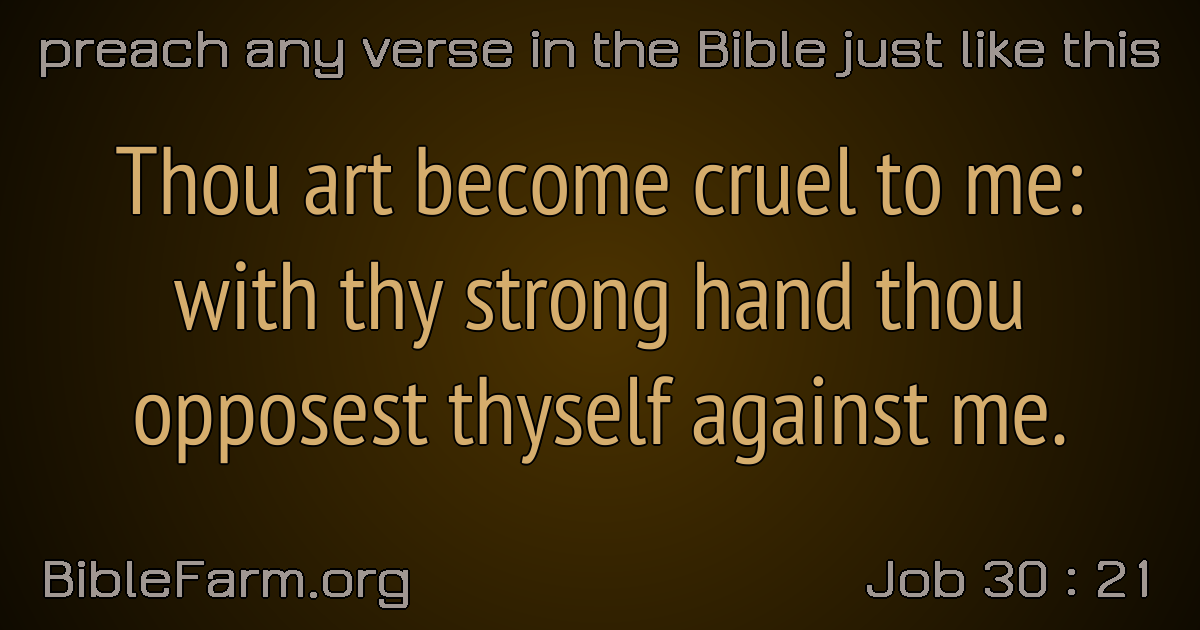 preach any verse in the Bible just like this
Thou art become cruel to me:
with thy strong hand thou
opposest thyself against me.
BibleFarm.org
Job 30 : 21